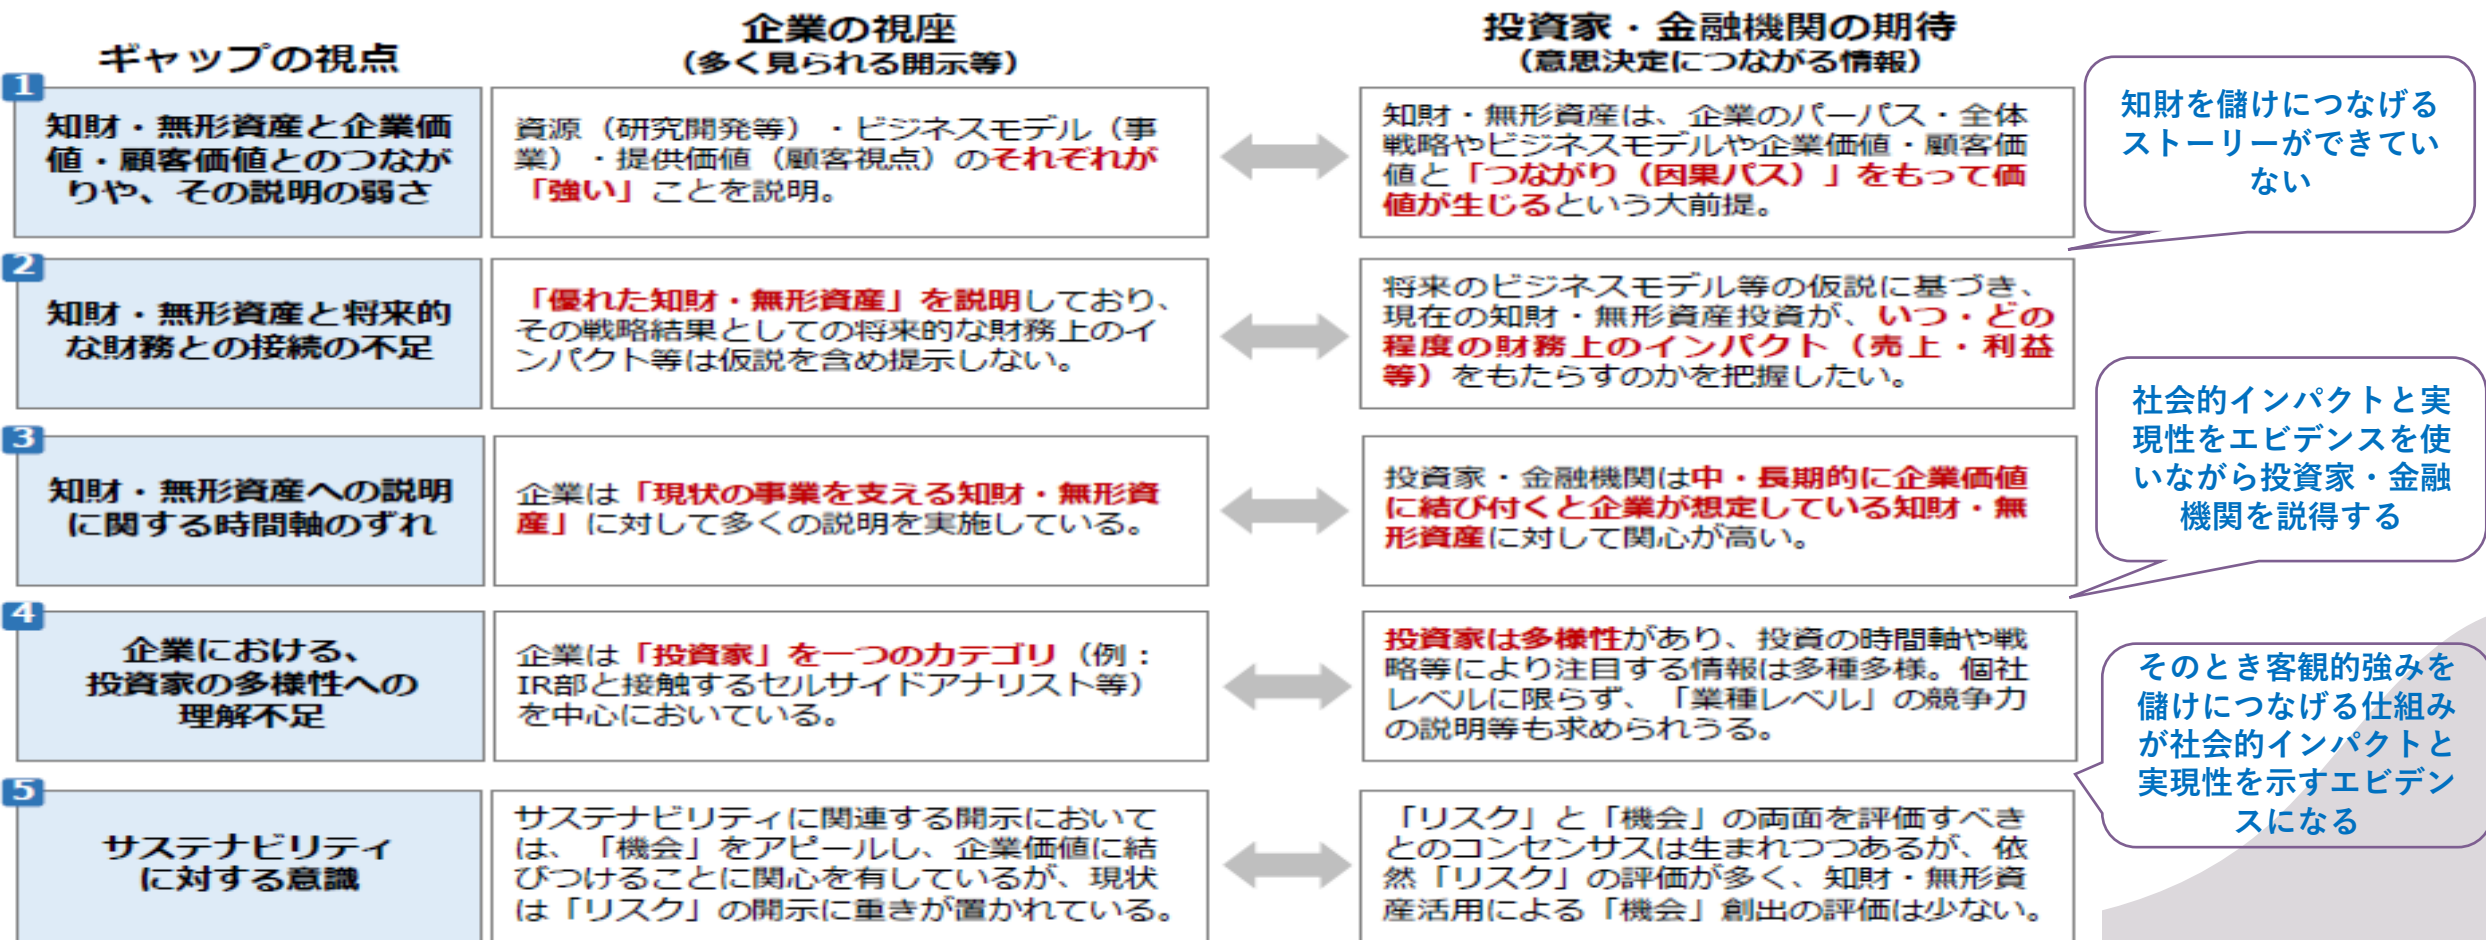 ギャップの視点
企業の視座
（多く見られる開示等）
投資家・金融機関の期待
（意思決定につながる情報）
1
知財・無形資産と企業価
値・顧客価値とのつなが
りや、その説明の弱さ
資源（研究開発等）・ビジネスモデル（事
業）・提供価値（顧客視点）のそれぞれが
「強い」ことを説明。
知財・無形資産は、企業のパーパス・全体
戦略やビジネスモデルや企業価値・顧客価
値と「つながり（因果パス）」をもって価
値が生じるという大前提。
知財を儲けにつなげる
ストーリーができてい
ない
2
知財・無形資産と将来的
な財務との接続の不足
「優れた知財・無形資産」を説明しており、
その戦略結果としての将来的な財務上のイ
ンパクト等は仮説を含め提示しない。
将来のビジネスモデル等の仮説に基づき、
現在の知財・無形資産投資が、いつ・どの
程度の財務上のインパクト（売上・利益
等）をもたらすのかを把握したい。
社会的インパクトと実
現性をエビデンスを使
いながら投資家・金融
機関を説得する
3
知財・無形資産への説明
に関する時間軸のずれ
企業は「現状の事業を支える知財・無形資
産」に対して多くの説明を実施している。
投資家・金融機関は中・長期的に企業価値
に結び付くと企業が想定している知財・無
形資産に対して関心が高い。
4
企業における、
投資家の多様性への
理解不足
企業は「投資家」を一つのカテゴリ（例：
IR部と接触するセルサイドアナリスト等）
を中心においている。
投資家は多様性があり、投資の時間軸や戦
略等により注目する情報は多種多様。個社
レベルに限らず、「業種レベル」の競争力
の説明等も求められうる。
そのとき客観的強みを
儲けにつなげる仕組み
が社会的インパクトと
実現性を示すエビデン
スになる
5
サステナビリティ
に対する意識
サステナビリティに関連する開示において
は、「機会」をアピールし、企業価値に結
びつけることに関心を有しているが、現状
は「リスク」の開示に重きが置かれている。
「リスク」と「機会」の両面を評価すべき
とのコンセンサスは生まれつつあるが、依
然「リスク」の評価が多く、知財・無形資
産活用による「機会」創出の評価は少ない。